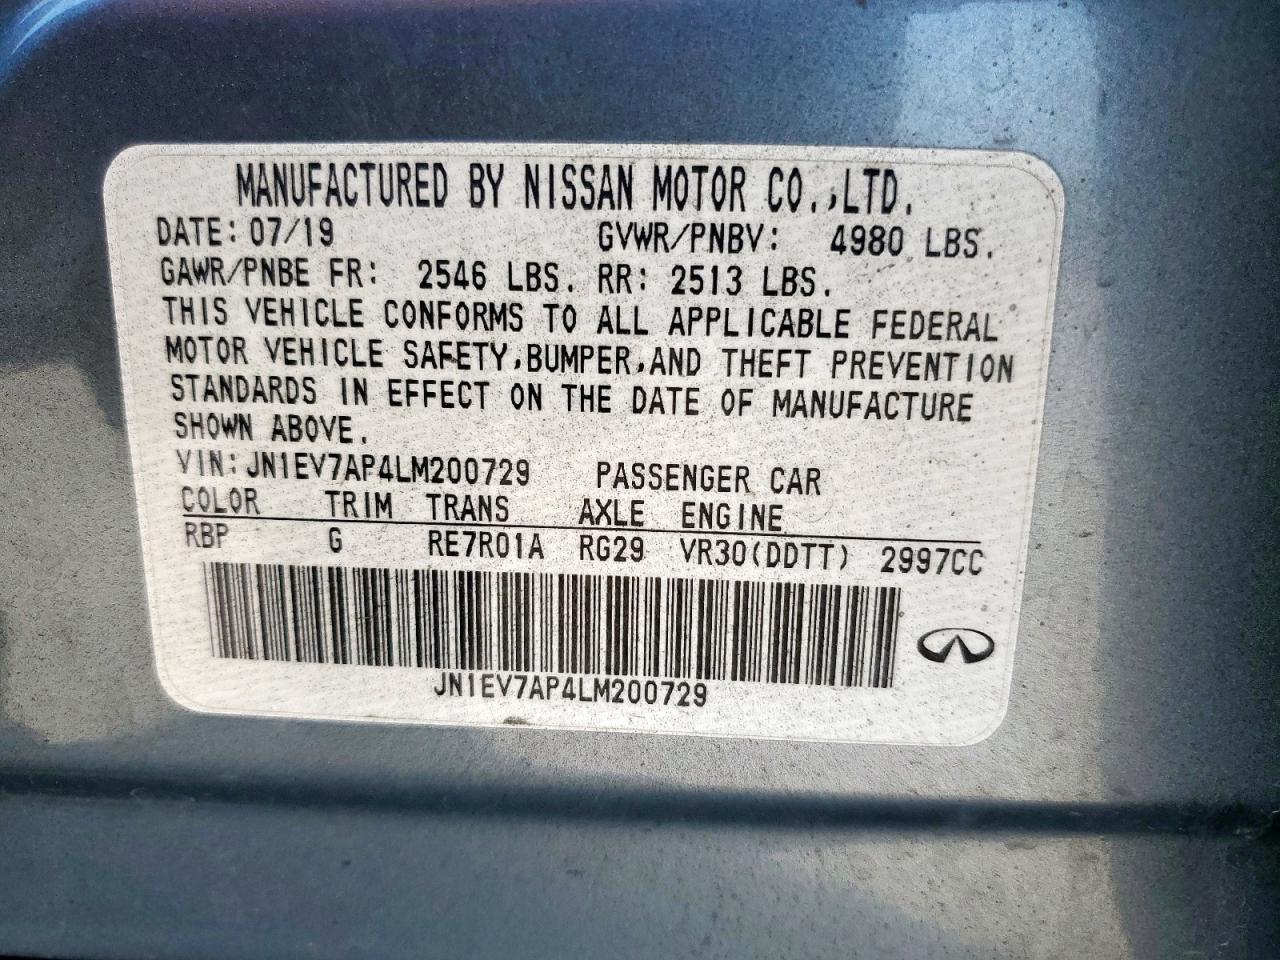 MANUFACTURED BY NISSAN MOTOR CO.,LTD.
DATE: 07/19 GVWR/PNBV: 4980 LBS.
GAWR/PNBE FR: 2546 LBS. RR: 2513 LBS.
THIS VEHICLE CONFORMS TO ALL APPLICABLE FEDERAL
MOTOR VEHICLE SAFETY,BUMPER,AND THEFT PREVENTION
STANDARDS IN EFFECT ON THE DATE OF MANUFACTURE
SHOWN ABOVE.
VIN: JN1EV7AP4LM200729 PASSENGER CAR
COLOR TRIM TRANS AXLE ENGINE
RBP G RE7R01A RG29 VR30(DDTT) 2997CC
JN1EV7AP4LM200729